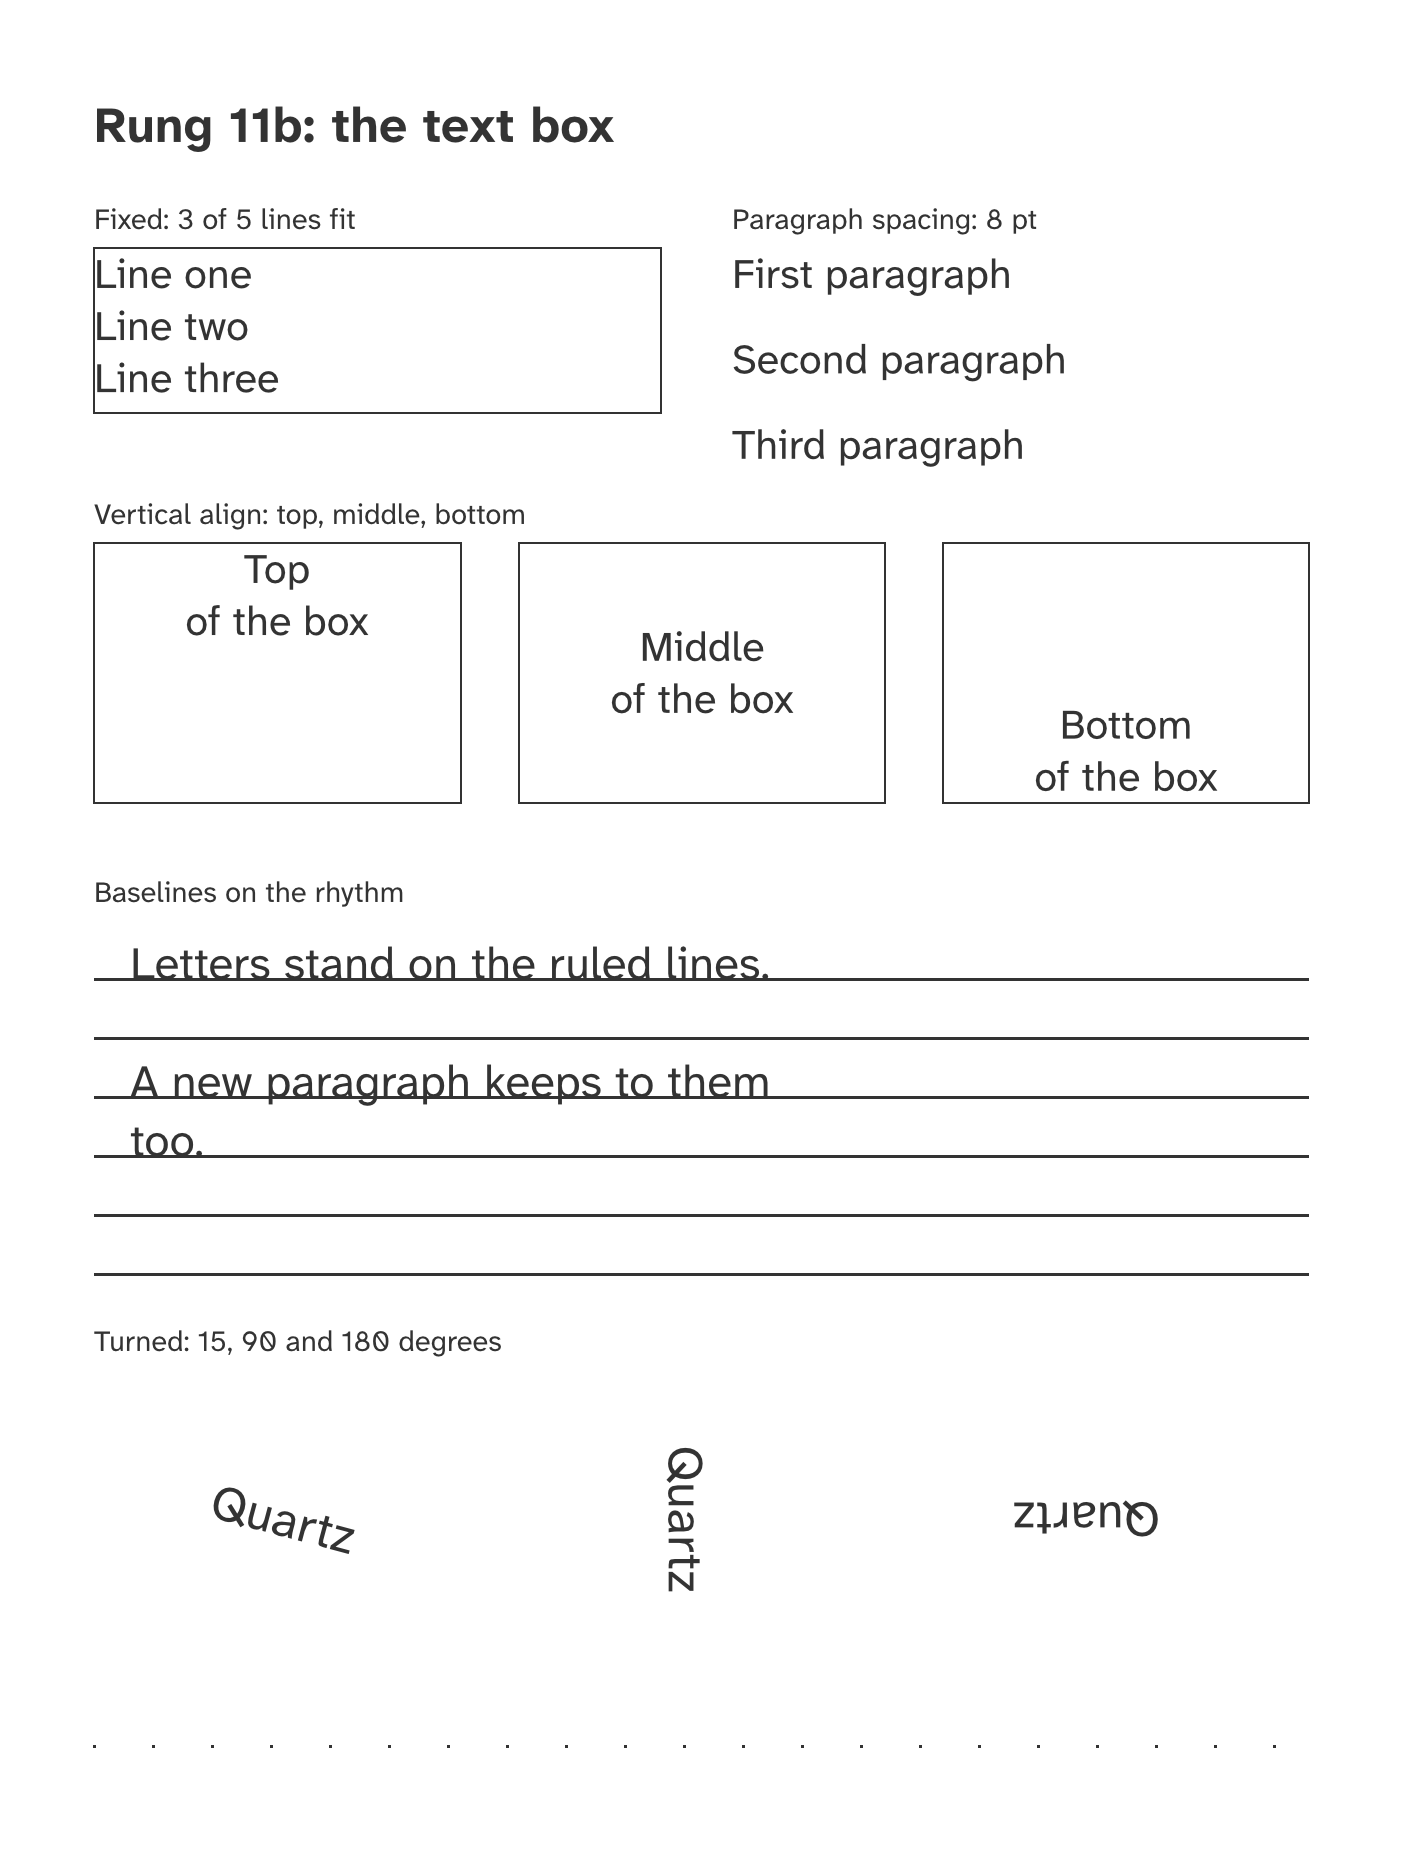 Rung 11b: the text box
Fixed: 3 of 5 lines fit
Line one
Line two
Line three
Paragraph spacing: 8 pt
First paragraph
Second paragraph
Third paragraph
Vertical align: top, middle, bottom
Top
of the box
Middle
of the box
Bottom
of the box
Baselines on the rhythm
Letters stand on the ruled lines.
A new paragraph keeps to them
too.
Turned: 15, 90 and 180 degrees
Quartz
Quartz
Quartz